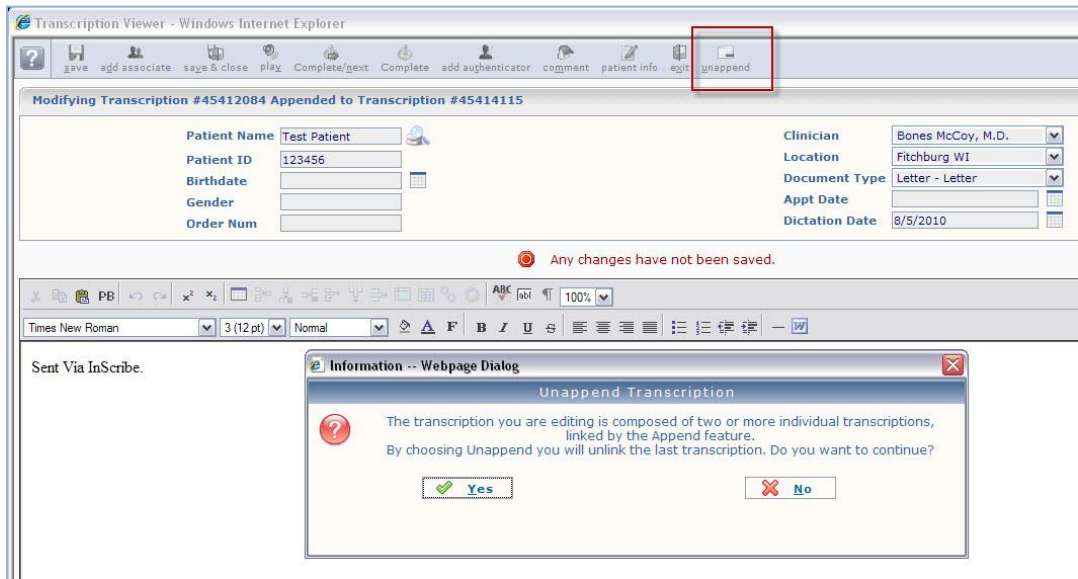 Transcription Viewer - Windows Internet Explorer
? save add associate save & close play Complete/next Complete add authenticator comment patient info exit unappend
Modifying Transcription #45412084 Appended to Transcription #45414115
Patient Name Test Patient Clinician Bones McCoy, M.D.
Patient ID 123456 Location Fitchburg WI
Birthdate Document Type Letter - Letter
Gender Appt Date
Order Num Dictation Date 8/5/2010
Any changes have not been saved.
PB x² x₂ ABC abl ¶ 100%
Times New Roman 3 (12 pt) Normal A F B I U S W
Sent Via InScribe.
Information -- Webpage Dialog
Unappend Transcription
? The transcription you are editing is composed of two or more individual transcriptions,
linked by the Append feature.
By choosing Unappend you will unlink the last transcription. Do you want to continue?
Yes No